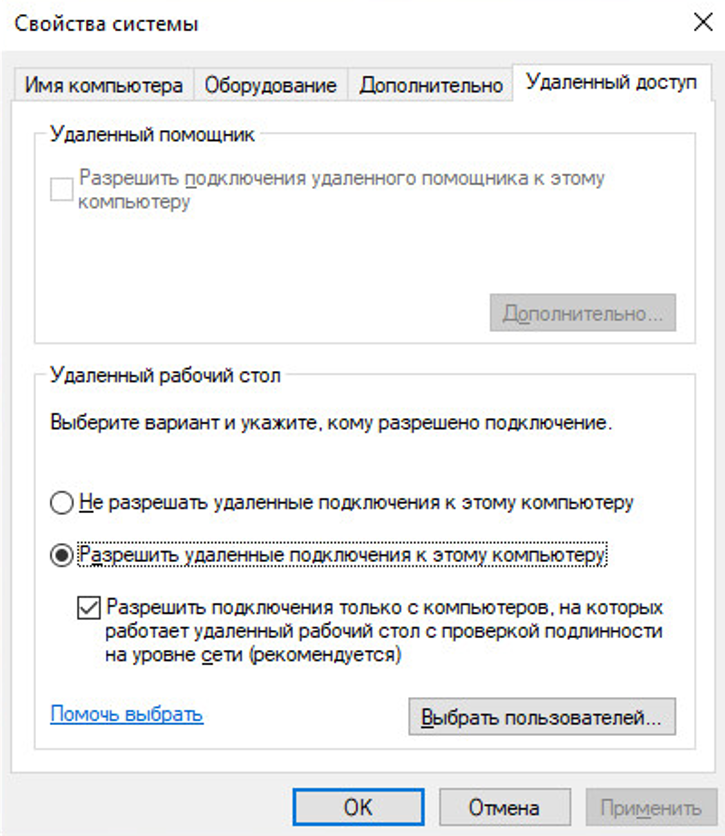 Свойства системы
Имя компьютера
Оборудование
Дополнительно
Удаленный доступ
Удаленный помощник
Разрешить подключения удаленного помощника к этому
компьютеру
Дополнительно...
Удаленный рабочий стол
Выберите вариант и укажите, кому разрешено подключение.
Не разрешать удаленные подключения к этому компьютеру
Разрешить удаленные подключения к этому компьютеру
Разрешить подключения только с компьютеров, на которых
работает удаленный рабочий стол с проверкой подлинности
на уровне сети (рекомендуется)
Помочь выбрать
Выбрать пользователей...
ОК
Отмена
Применить